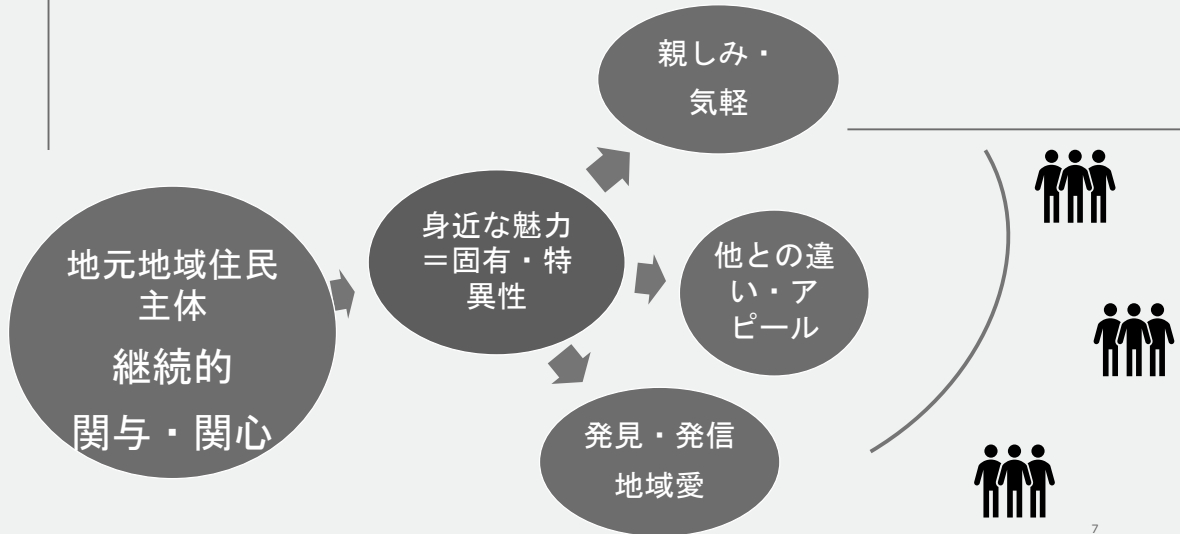 地元地域住民
主体
継続的
関与・関心
身近な魅力
＝固有・特
異性
親しみ・
気軽
他との違
い・ア
ピール
発見・発信
地域愛
7